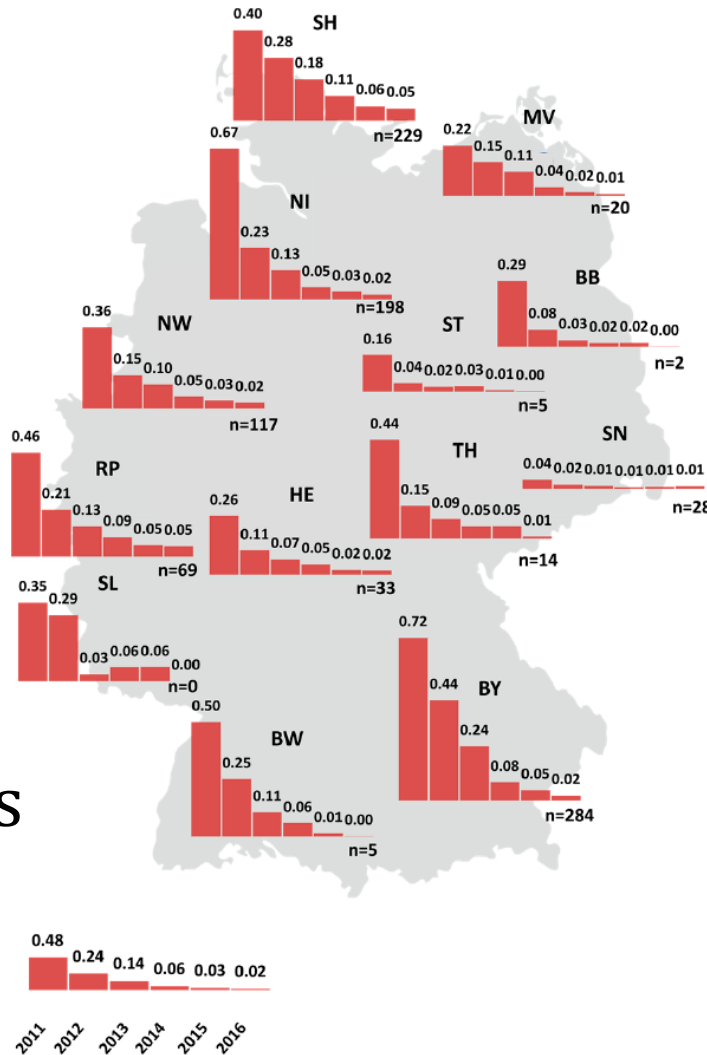 SH
0.40 0.28 0.18 0.11 0.06 0.05
n=229
MV
0.22 0.15 0.11 0.04 0.02 0.01
n=20
NI
0.67 0.23 0.13 0.05 0.03 0.02
n=198
BB
0.29 0.08 0.03 0.02 0.02 0.00
n=2
NW
0.36 0.15 0.10 0.05 0.03 0.02
n=117
ST
0.16 0.04 0.02 0.03 0.01 0.00
n=5
SN
0.04 0.02 0.01 0.01 0.01 0.01
n=28
RP
0.46 0.21 0.13 0.09 0.05 0.05
n=69
HE
0.26 0.11 0.07 0.05 0.02 0.02
n=33
TH
0.44 0.15 0.09 0.05 0.05 0.01
n=14
SL
0.35 0.29 0.03 0.06 0.06 0.00
n=0
BY
0.72 0.44 0.24 0.08 0.05 0.02
n=284
BW
0.50 0.25 0.11 0.06 0.01 0.00
n=5
s
0.48 0.24 0.14 0.06 0.03 0.02
2011 2012 2013 2014 2015 2016